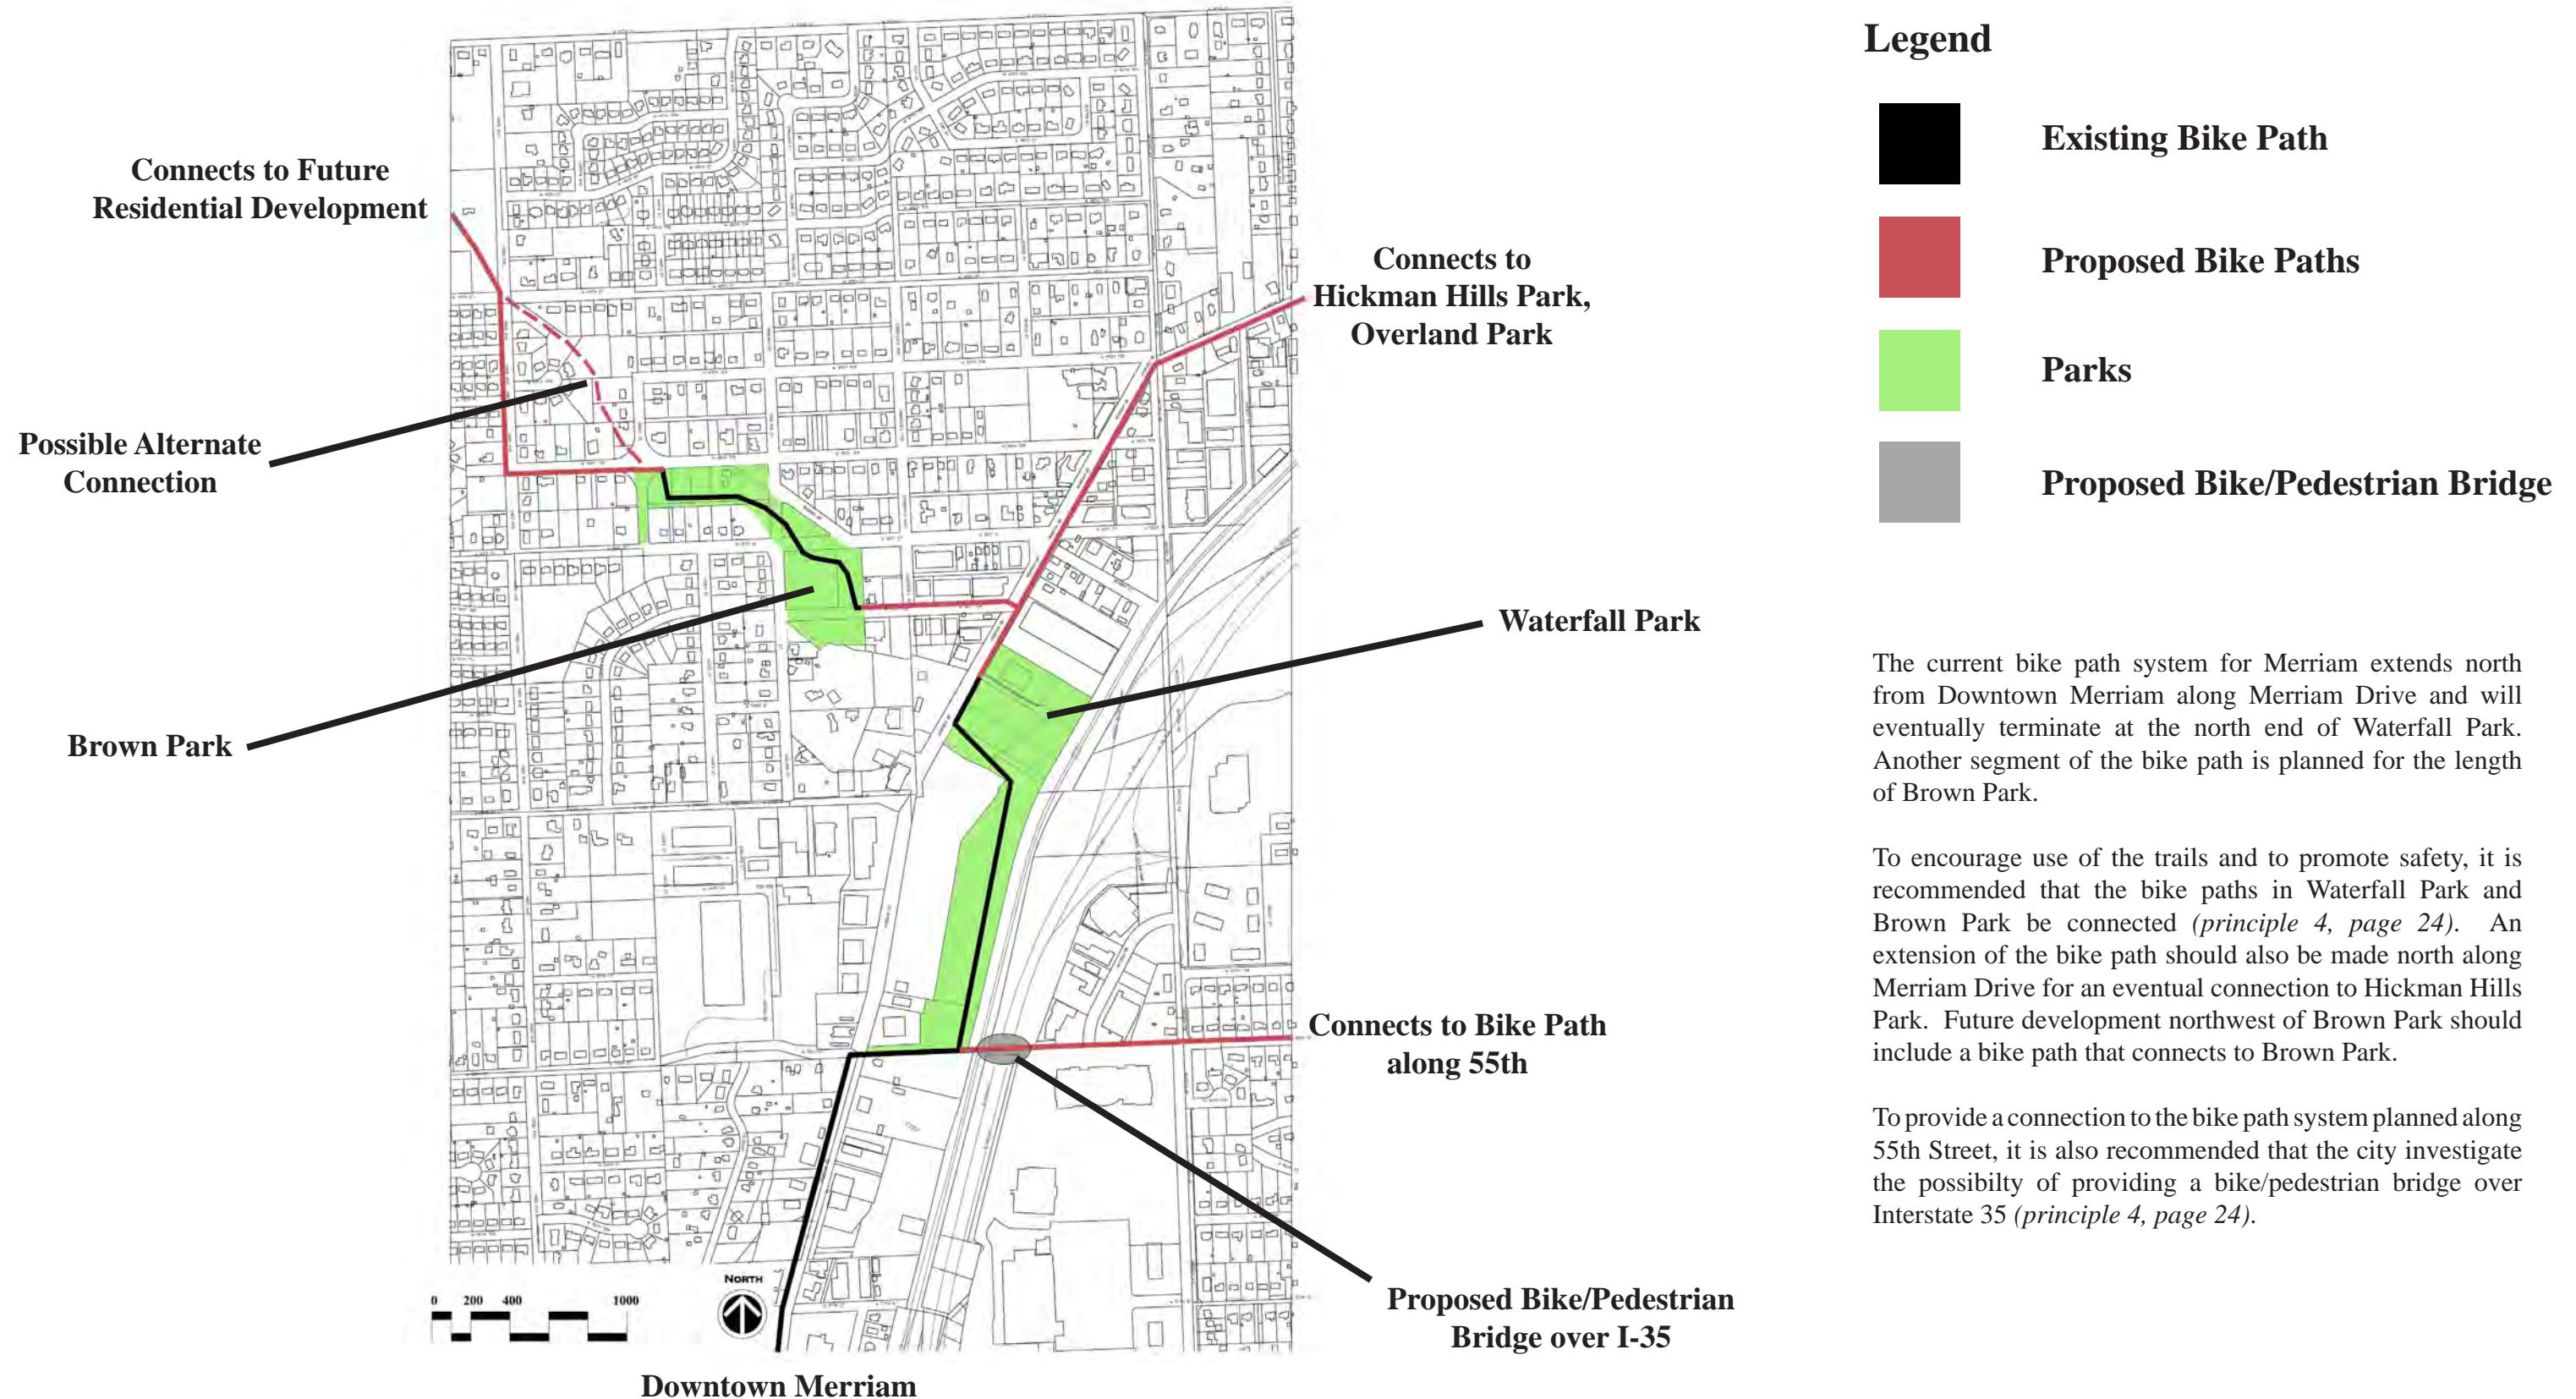 Legend
Existing Bike Path
Proposed Bike Paths
Parks
Proposed Bike/Pedestrian Bridge
Connects to Future
Residential Development
Connects to
Hickman Hills Park,
Overland Park
Possible Alternate
Connection
Waterfall Park
Brown Park
Connects to Bike Path
along 55th
Proposed Bike/Pedestrian
Bridge over I-35
0 200 400 1000
NORTH
Downtown Merriam
The current bike path system for Merriam extends north
from Downtown Merriam along Merriam Drive and will
eventually terminate at the north end of Waterfall Park.
Another segment of the bike path is planned for the length
of Brown Park.
To encourage use of the trails and to promote safety, it is
recommended that the bike paths in Waterfall Park and
Brown Park be connected (principle 4, page 24). An
extension of the bike path should also be made north along
Merriam Drive for an eventual connection to Hickman Hills
Park. Future development northwest of Brown Park should
include a bike path that connects to Brown Park.
To provide a connection to the bike path system planned along
55th Street, it is also recommended that the city investigate
the possibilty of providing a bike/pedestrian bridge over
Interstate 35 (principle 4, page 24).